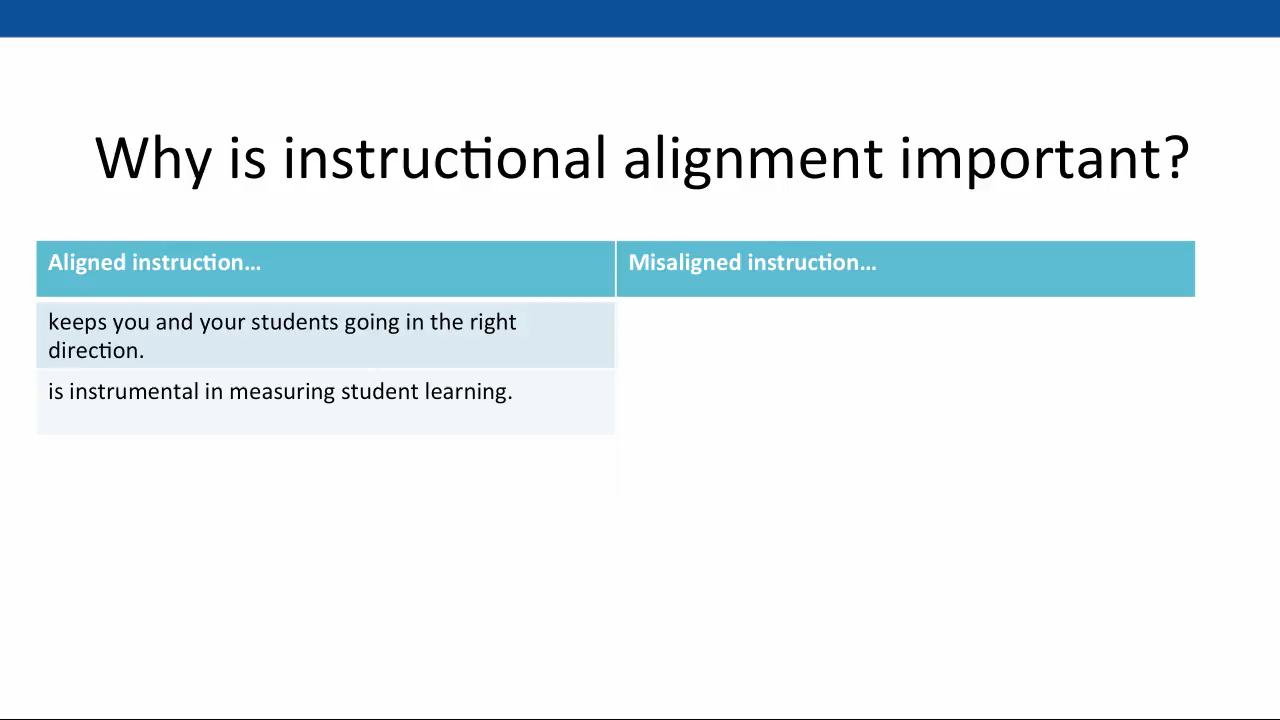 Why is instructional alignment important?
Aligned instruction…
Misaligned instruction…
keeps you and your students going in the right
direction.
is instrumental in measuring student learning.